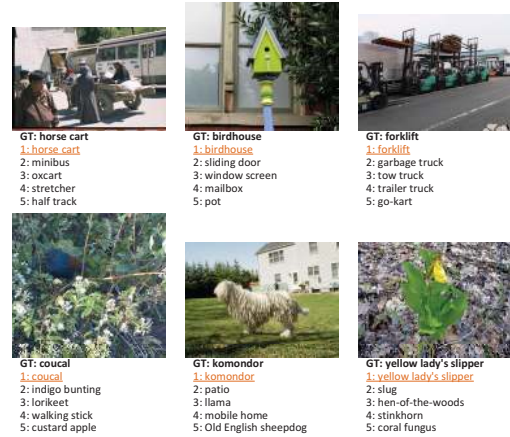 GT: horse cart
1: horse cart
2: minibus
3: oxcart
4: stretcher
5: half track
GT: birdhouse
1: birdhouse
2: sliding door
3: window screen
4: mailbox
5: pot
GT: forklift
1: forklift
2: garbage truck
3: tow truck
4: trailer truck
5: go-kart
GT: coucal
1: coucal
2: indigo bunting
3: lorikeet
4: walking stick
5: custard apple
GT: komondor
1: komondor
2: patio
3: llama
4: mobile home
5: Old English sheepdog
GT: yellow lady's slipper
1: yellow lady's slipper
2: slug
3: hen-of-the-woods
4: stinkhorn
5: coral fungus